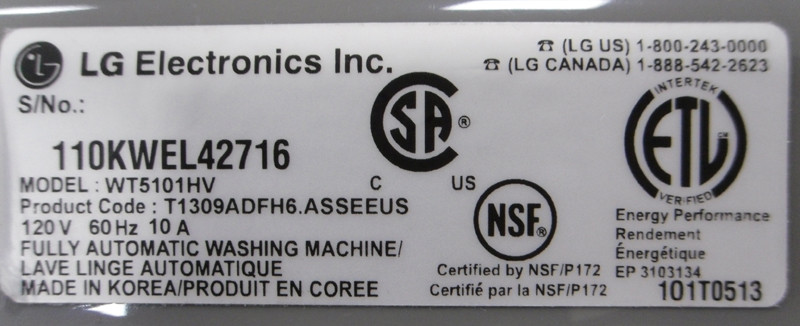 LG Electronics Inc.
☎ (LG US) 1-800-243-0000
☎ (LG CANADA) 1-888-542-2623
S/No.:
110KWEL42716
MODEL : WT5101HV
Product Code : T1309ADFH6.ASSEEUS
120 V 60 Hz 10 A
FULLY AUTOMATIC WASHING MACHINE/
LAVE LINGE AUTOMATIQUE
MADE IN KOREA/PRODUIT EN COREE
SA ®
C US
NSF®
Certified by NSF/P172
Certifié par la NSF/P172
INTERTEK
ETL
VERIFIED
Energy Performance
Rendement
Énergétique
EP 3103134
101T0513